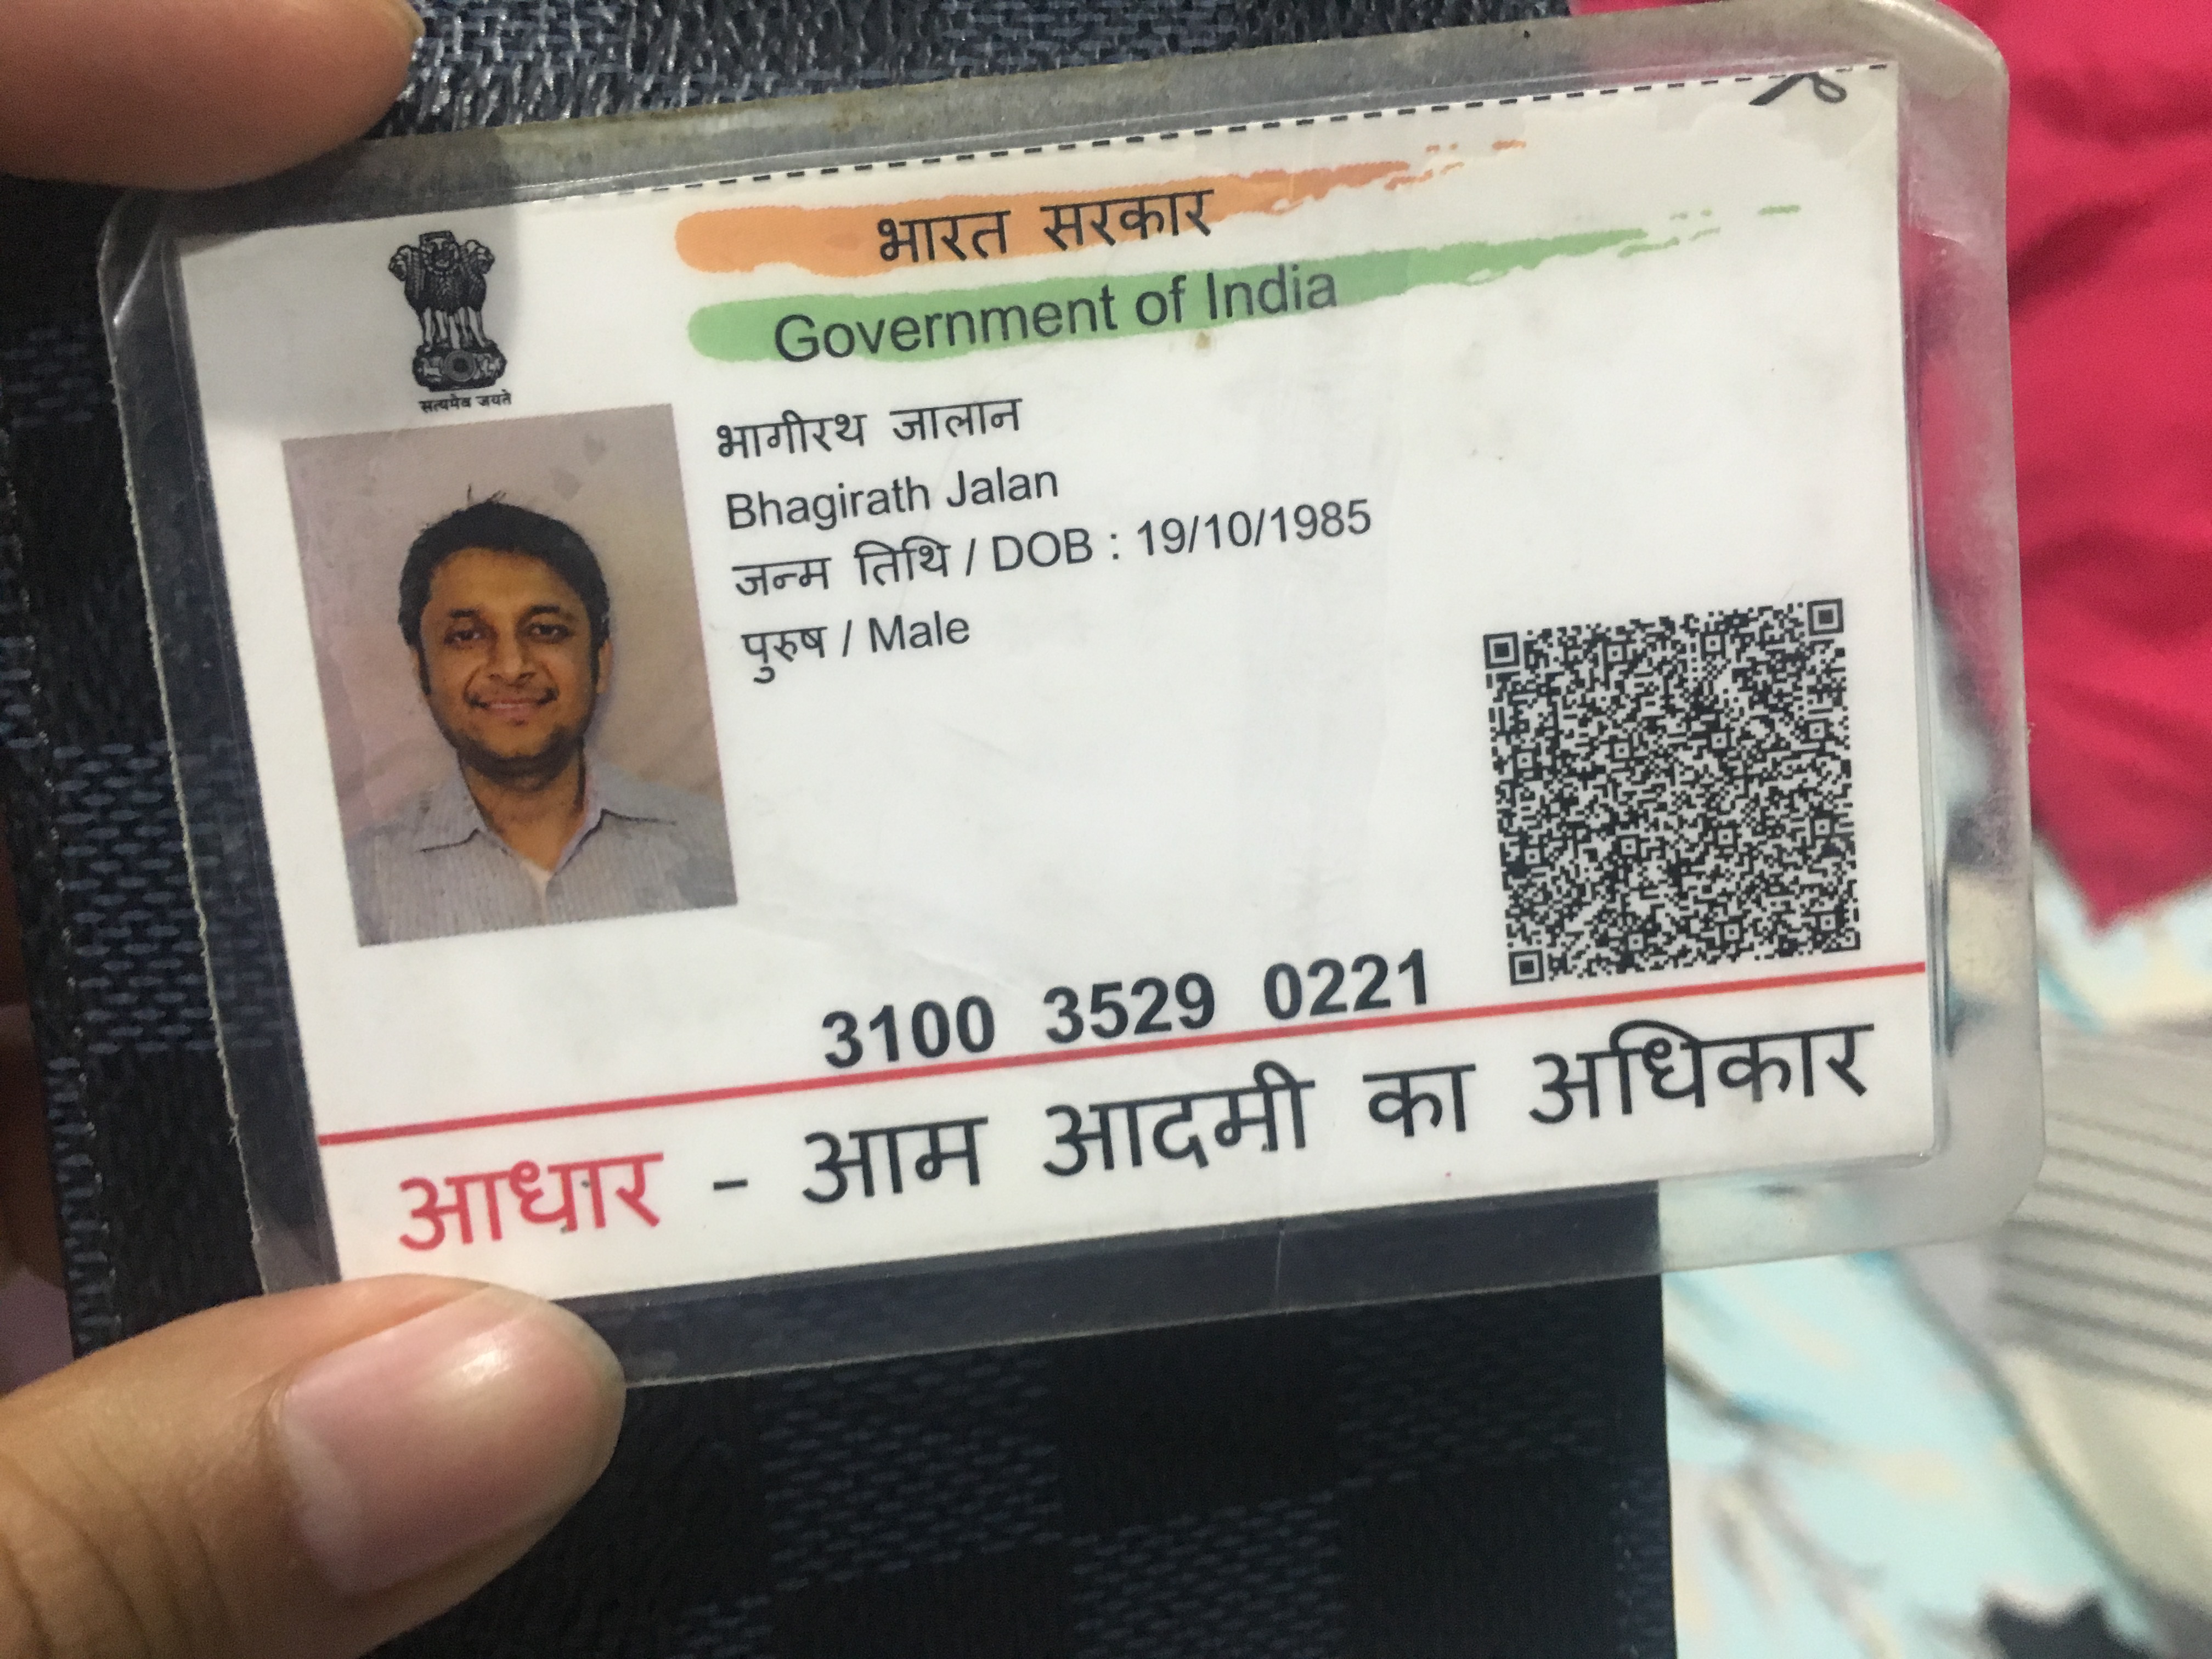 भारत सरकार
Government of India
सत्यमेव जयते
भागीरथ जालान
Bhagirath Jalan
जन्म तिथि / DOB : 19/10/1985
पुरुष / Male
3100 3529 0221
आधार - आम आदमी का अधिकार